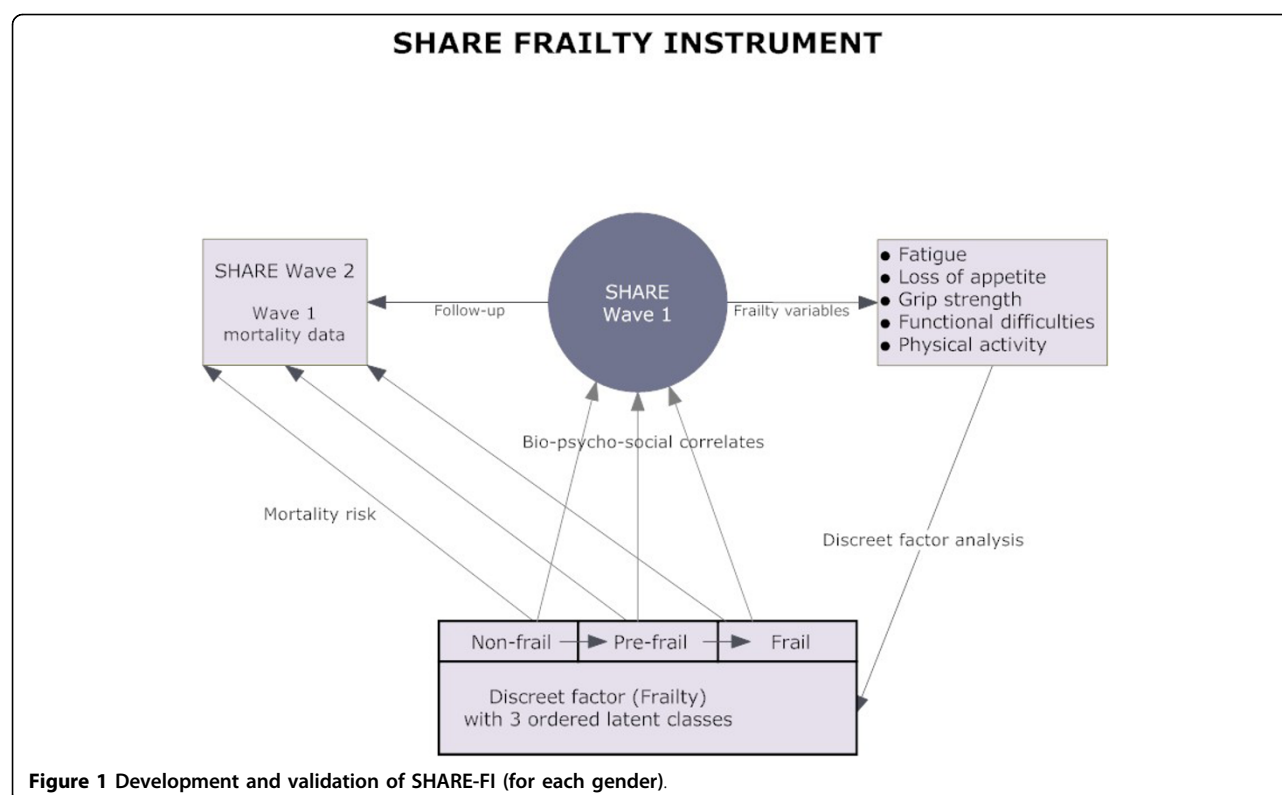 SHARE FRAILTY INSTRUMENT
SHARE Wave 2
Wave 1
mortality data
Follow-up
SHARE
Wave 1
Frailty variables
● Fatigue
● Loss of appetite
● Grip strength
● Functional difficulties
● Physical activity
Bio-psycho-social correlates
Mortality risk
Discreet factor analysis
Non-frail
Pre-frail
Frail
Discreet factor (Frailty)
with 3 ordered latent classes
Figure 1 Development and validation of SHARE-FI (for each gender).